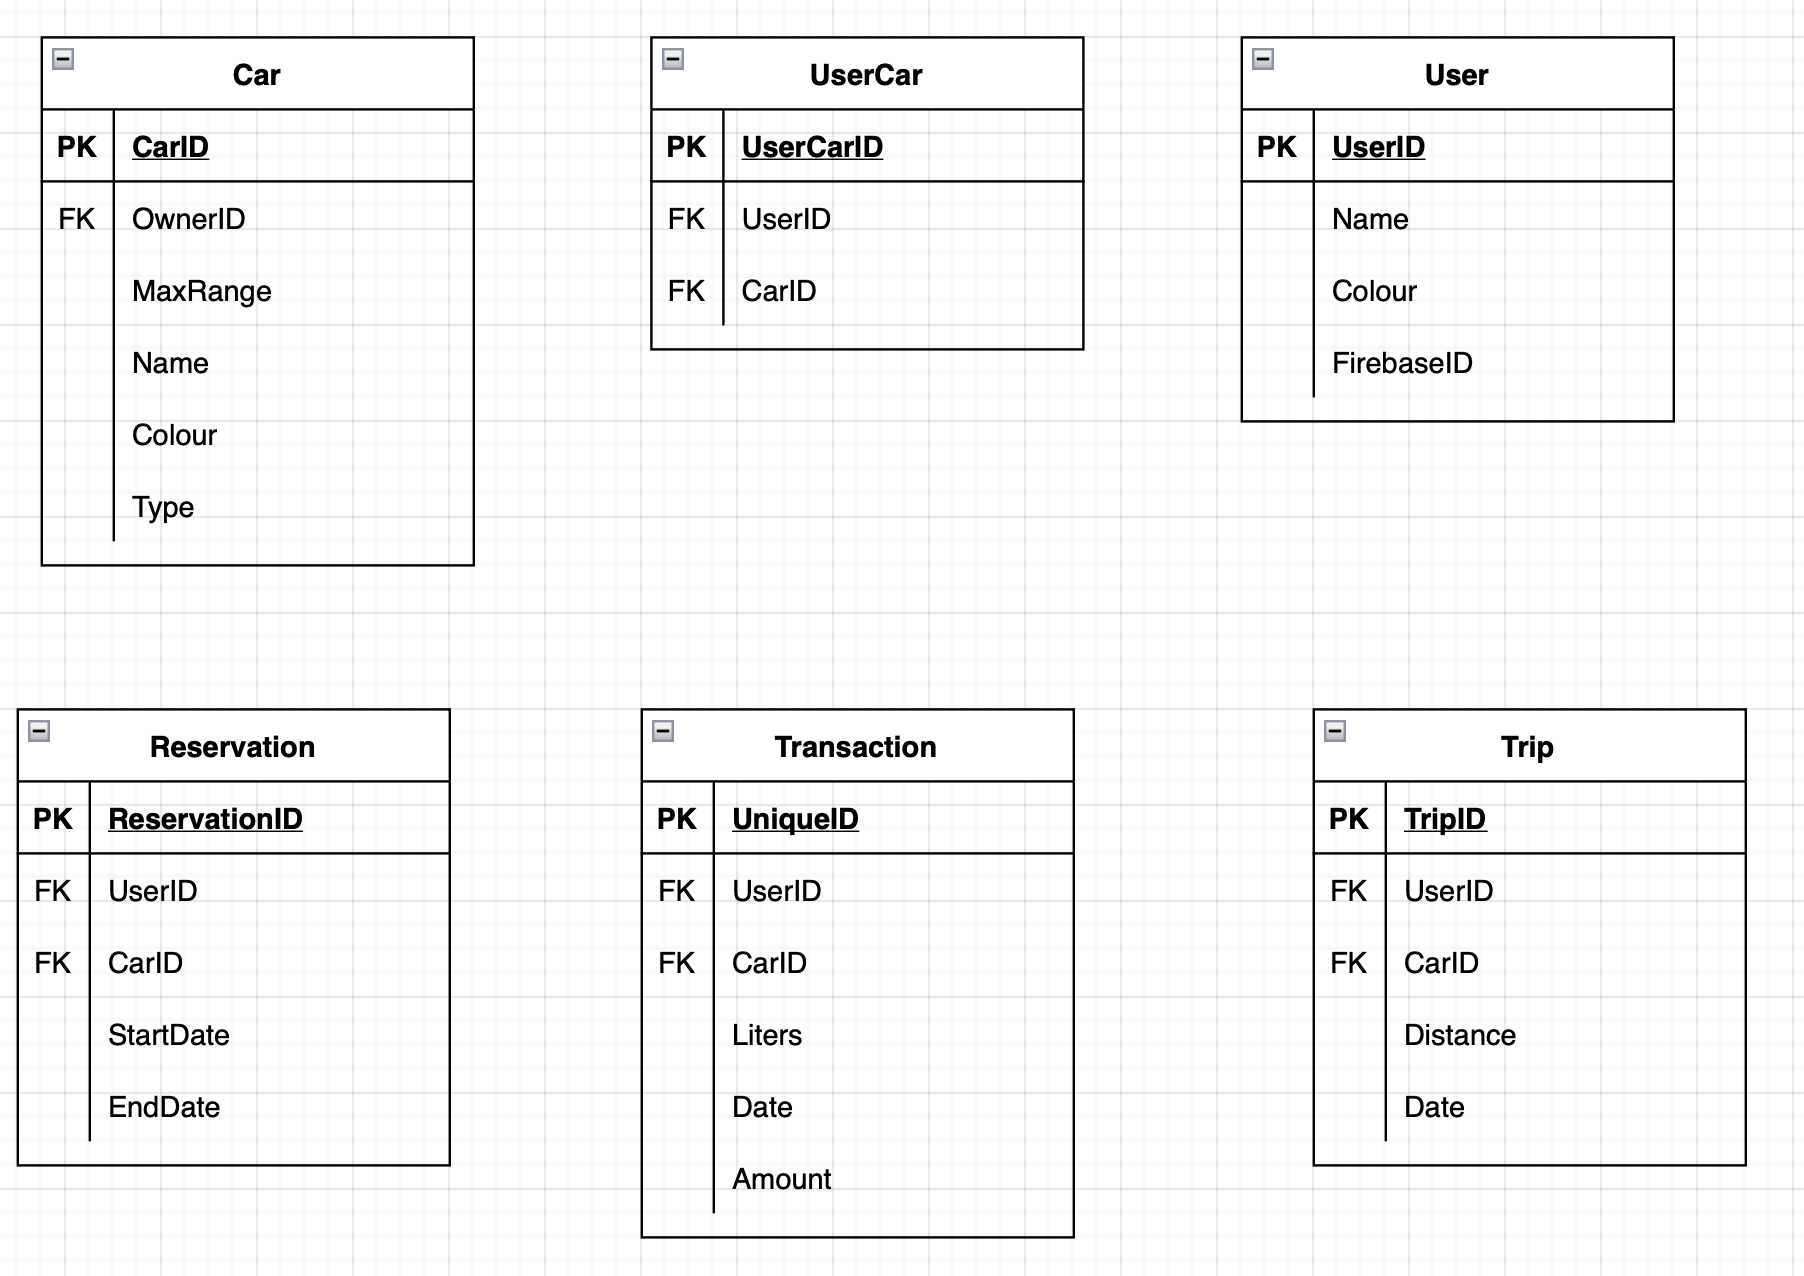 Car
PK CarID
FK OwnerID
MaxRange
Name
Colour
Type
UserCar
PK UserCarID
FK UserID
FK CarID
User
PK UserID
Name
Colour
FirebaseID
Reservation
PK ReservationID
FK UserID
FK CarID
StartDate
EndDate
Transaction
PK UniqueID
FK UserID
FK CarID
Liters
Date
Amount
Trip
PK TripID
FK UserID
FK CarID
Distance
Date